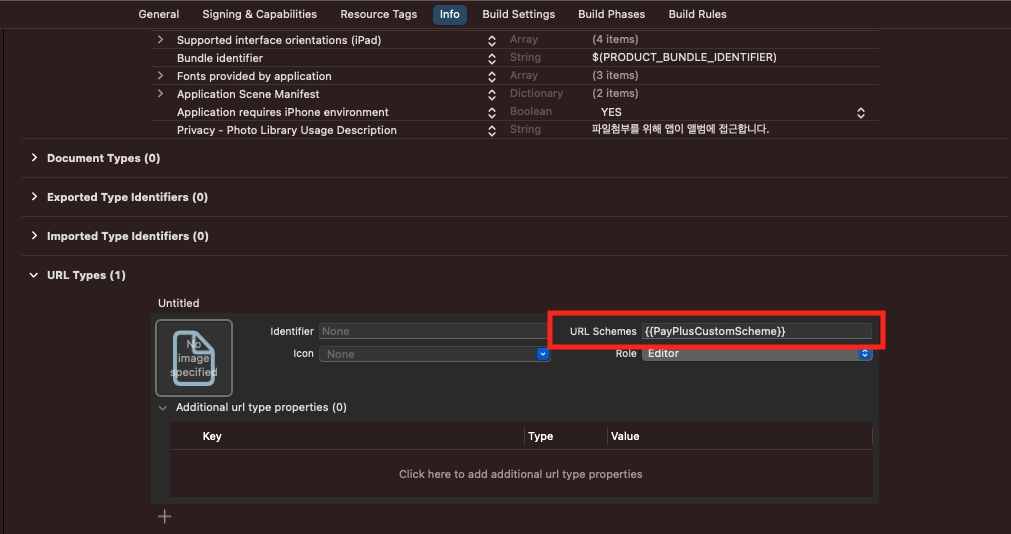 General Signing & Capabilities Resource Tags Info Build Settings Build Phases Build Rules
Supported interface orientations (iPad) Array (4 items)
Bundle identifier String $(PRODUCT_BUNDLE_IDENTIFIER)
Fonts provided by application Array (3 items)
Application Scene Manifest Dictionary (2 items)
Application requires iPhone environment Boolean YES
Privacy - Photo Library Usage Description String 파일첨부를 위해 앱이 앨범에 접근합니다.
Document Types (0)
Exported Type Identifiers (0)
Imported Type Identifiers (0)
URL Types (1)
Untitled
No image specified
Identifier None URL Schemes {{PayPlusCustomScheme}}
Icon None Role Editor
Additional url type properties (0)
Key Type Value
Click here to add additional url type properties